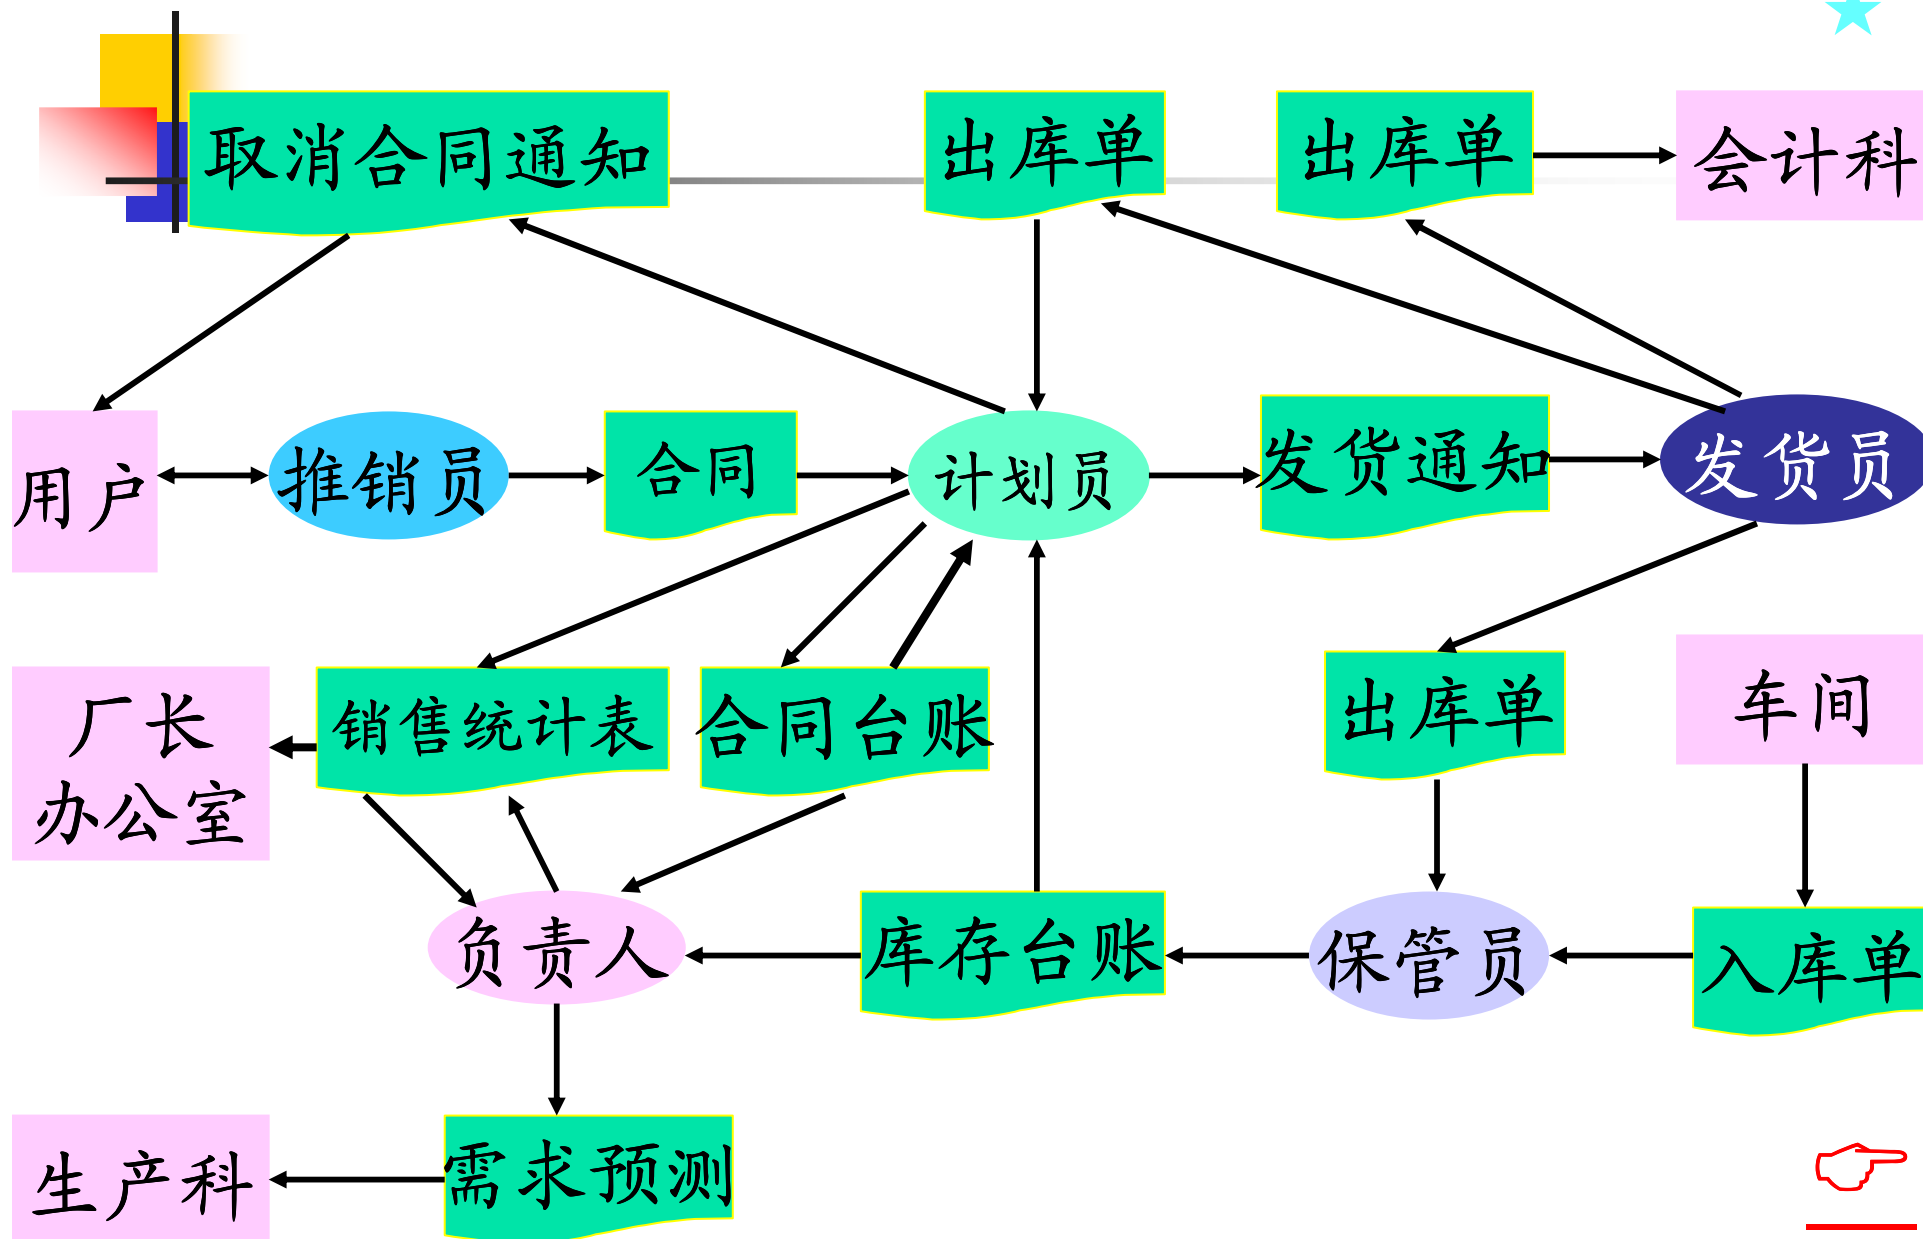 取消合同通知
出库单
出库单
会计科
用户
推销员
合同
计划员
发货通知
发货员
厂长
办公室
销售统计表
合同台账
出库单
车间
负责人
库存台账
保管员
入库单
生产科
需求预测